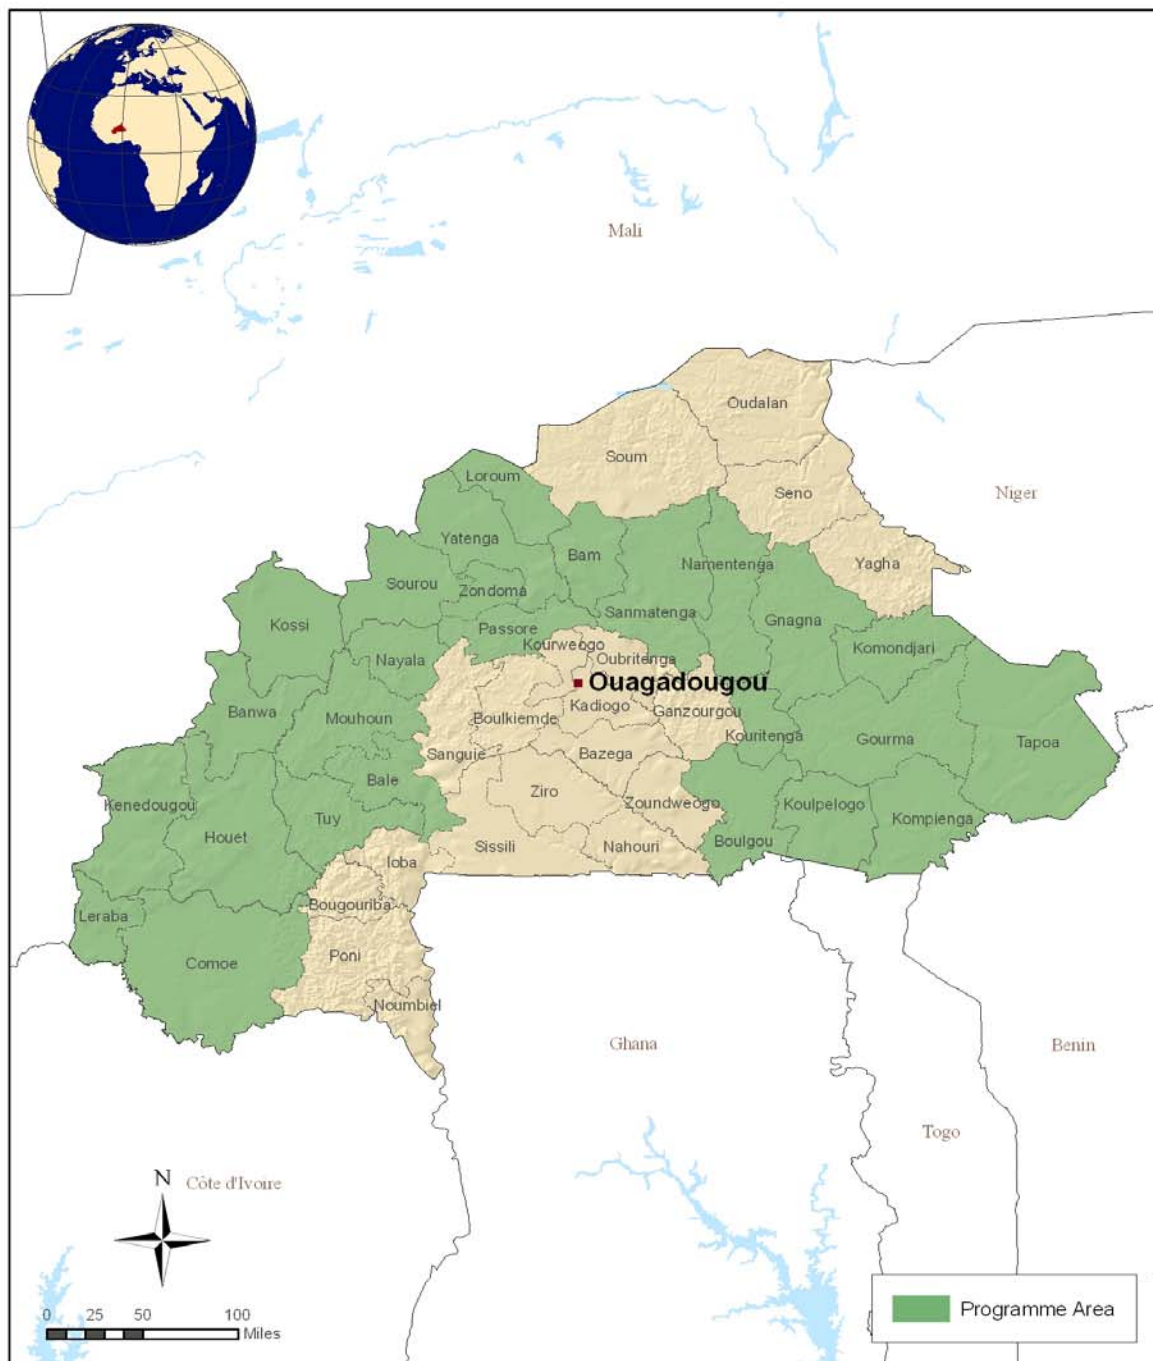 Mali
Oudalan
Soum
Loroum
Seno
Niger
Yatenga
Bam
Namentenga
Yagha
Sourou
Zondoma
Sanmatenga
Gnagna
Kossi
Passore
Kourweogo
Komondjari
Nayala
Oubritenga
Ouagadougou
Banwa
Mouhoun
Boulkiemde
Kadiogo
Ganzourgou
Kouritenga
Gourma
Tapoa
Sanguie
Bazega
Bale
Kenedougou
Ziro
Zoundweogo
Koulpelogo
Tuy
Kompienga
Houet
Sissili
Nahouri
Boulgou
Ioba
Bougouriba
Leraba
Poni
Comoe
Noumbiel
Ghana
Benin
Togo
N
Côte d'Ivoire
0 25 50 100
Miles
Programme Area